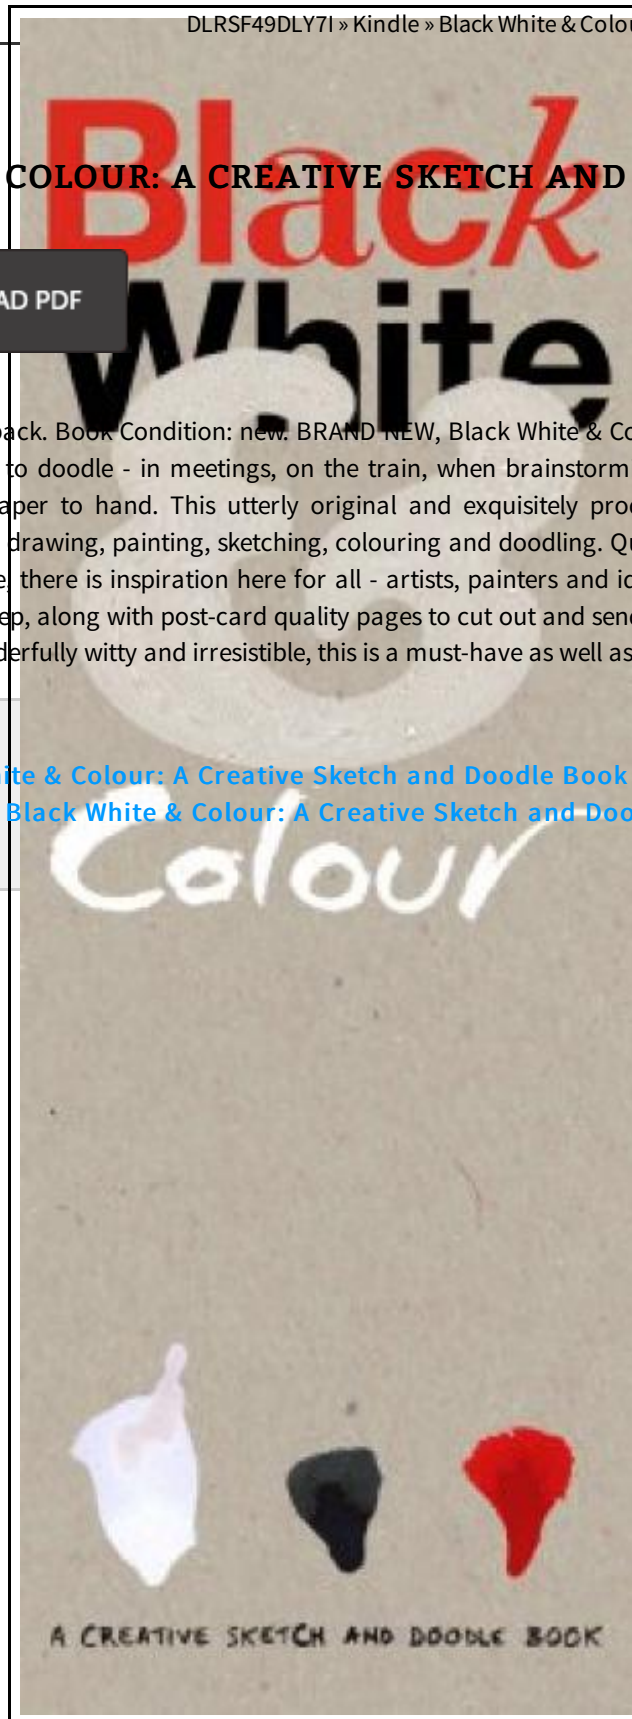 DLRSF49DLY7I » Kindle » Black White & Colou
Black
COLOUR: A CREATIVE SKETCH AND
AD PDF
White
&
ack. Book Condition: new. BRAND NEW, Black White & Co
to doodle - in meetings, on the train, when brainstorm
aper to hand. This utterly original and exquisitely prod
drawing, painting, sketching, colouring and doodling. Qu
e, there is inspiration here for all - artists, painters and id
ep, along with post-card quality pages to cut out and send
derfully witty and irresistible, this is a must-have as well as
ite & Colour: A Creative Sketch and Doodle Book
Black White & Colour: A Creative Sketch and Doo
Colour
A CREATIVE SKETCH AND DOODLE BOOK